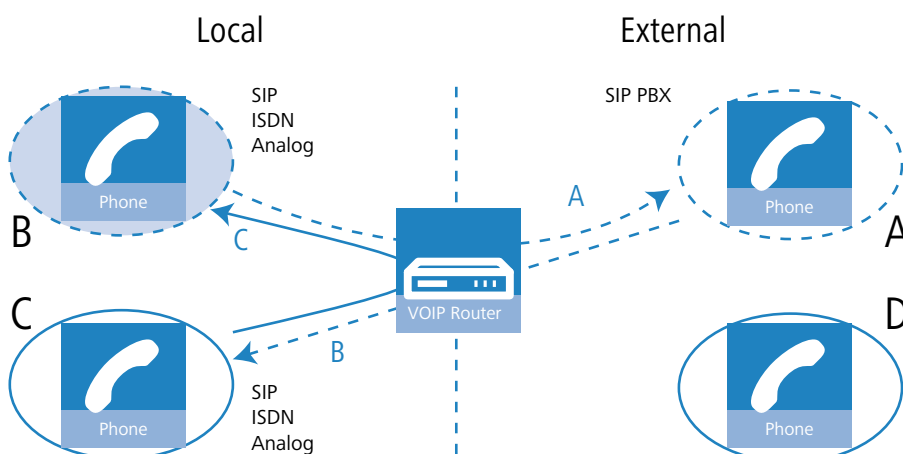 Local
External
SIP
ISDN
Analog
SIP PBX
Phone
Phone
B
C
A
A
C
VOIP Router
D
B
Phone
SIP
ISDN
Analog
Phone